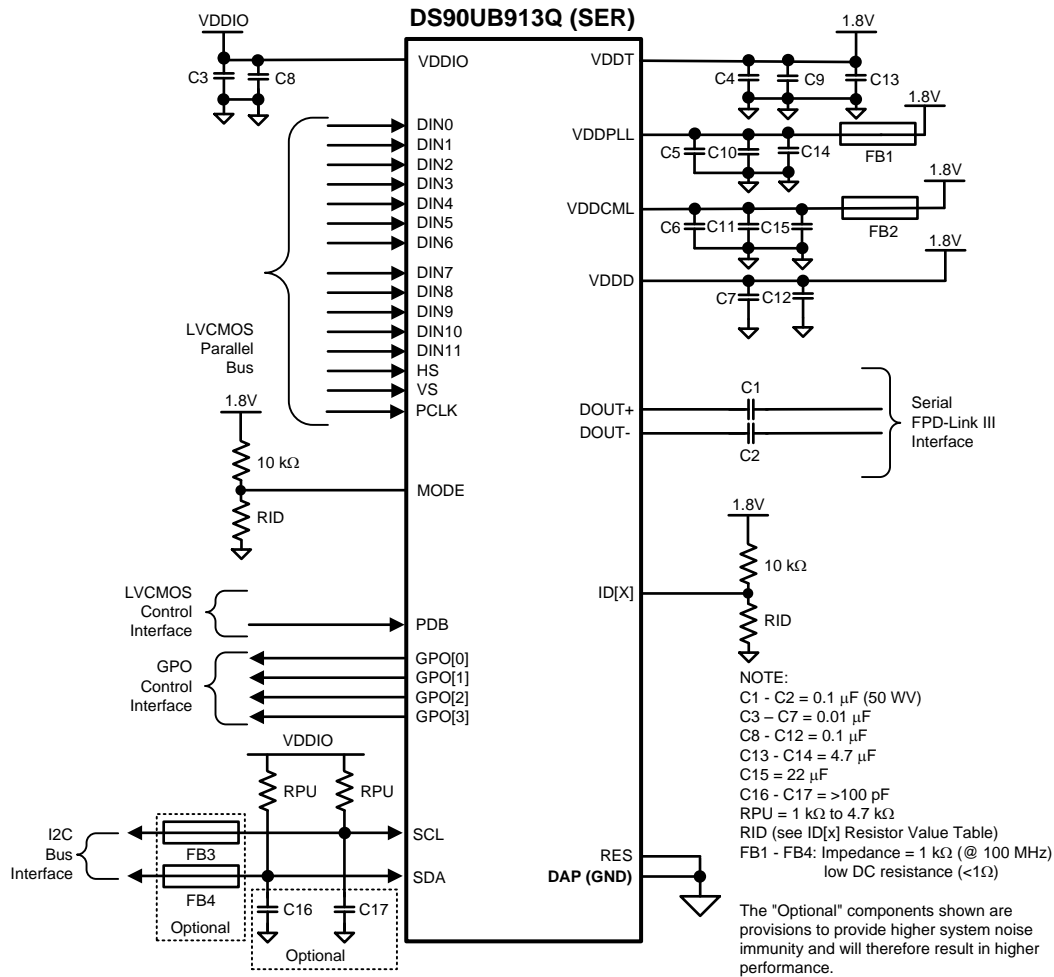 DS90UB913Q (SER)
VDDIO
C3
C8
VDDIO
DIN0
DIN1
DIN2
DIN3
DIN4
DIN5
DIN6
DIN7
DIN8
DIN9
DIN10
DIN11
HS
VS
PCLK
LVCMOS
Parallel
Bus
1.8V
10 kΩ
MODE
RID
LVCMOS
Control
Interface
PDB
GPO
Control
Interface
GPO[0]
GPO[1]
GPO[2]
GPO[3]
VDDIO
RPU
RPU
I2C
Bus
Interface
FB3
FB4
Optional
SCL
SDA
C16
C17
Optional
VDDT
1.8V
C4
C9
C13
VDDPLL
1.8V
C5
C10
C14
FB1
VDDCML
1.8V
C6
C11
C15
FB2
VDDD
1.8V
C7
C12
DOUT+
DOUT-
C1
C2
Serial
FPD-Link III
Interface
1.8V
10 kΩ
ID[X]
RID
RES
DAP (GND)
NOTE:
C1 - C2 = 0.1 μF (50 WV)
C3 – C7 = 0.01 μF
C8 - C12 = 0.1 μF
C13 - C14 = 4.7 μF
C15 = 22 μF
C16 - C17 = >100 pF
RPU = 1 kΩ to 4.7 kΩ
RID (see ID[x] Resistor Value Table)
FB1 - FB4: Impedance = 1 kΩ (@ 100 MHz)
low DC resistance (<1Ω)
The "Optional" components shown are
provisions to provide higher system noise
immunity and will therefore result in higher
performance.